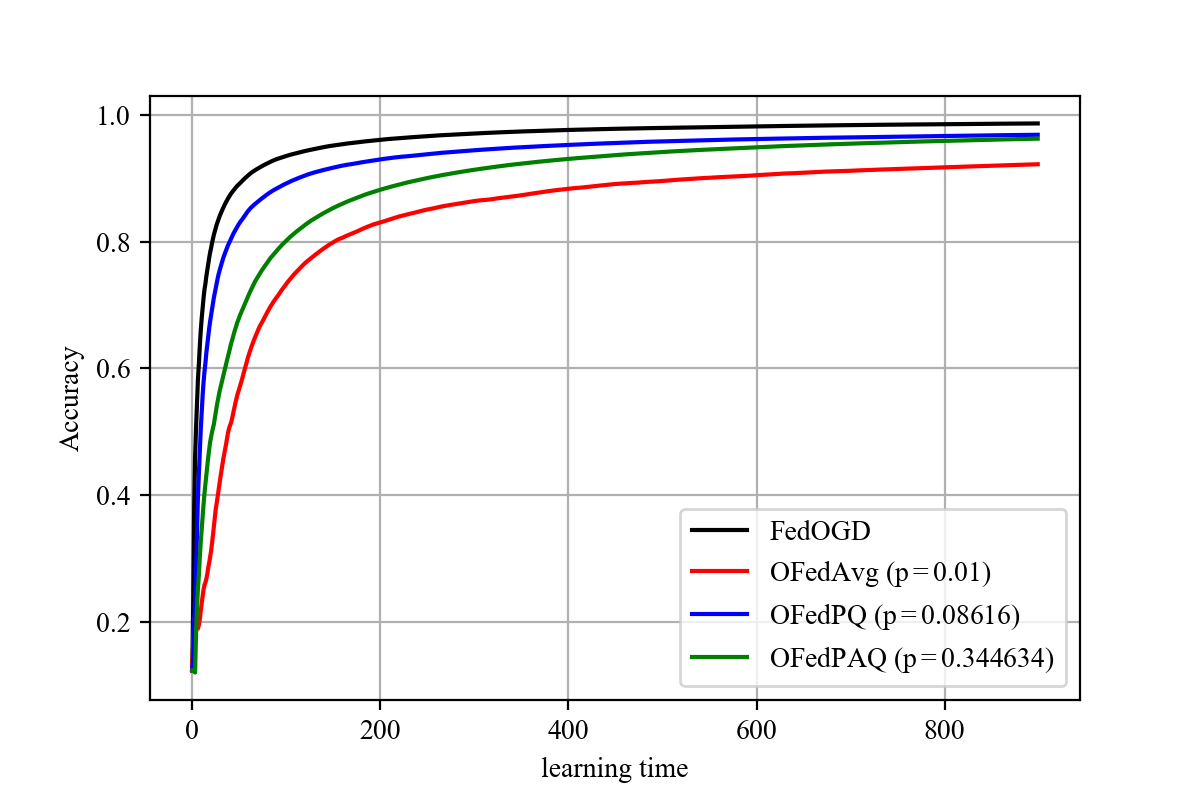 1.0
0.8
0.6
0.4
0.2
Accuracy
FedOGD
OFedAvg (p=0.01)
OFedPQ (p=0.08616)
OFedPAQ (p=0.344634)
0 200 400 600 800
learning time